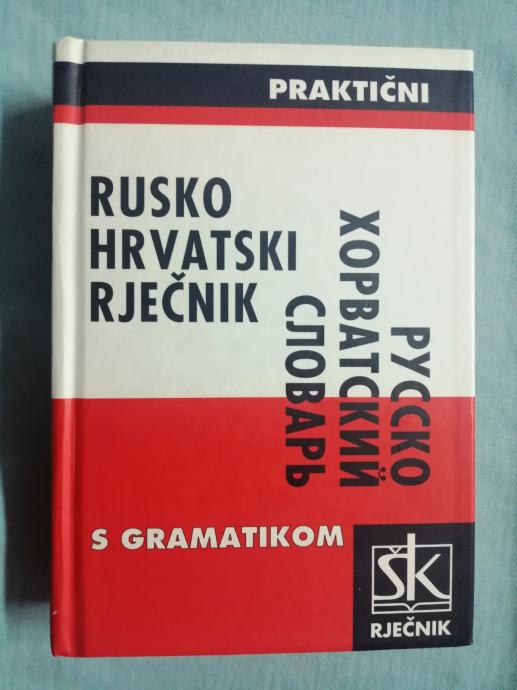 PRAKTIČNI
RUSKO
HRVATSKI
RJEČNIK
РУССКО
ХОРВАТСКИЙ
СЛОВАРЬ
S GRAMATIKOM
ŠK
RJEČNIK